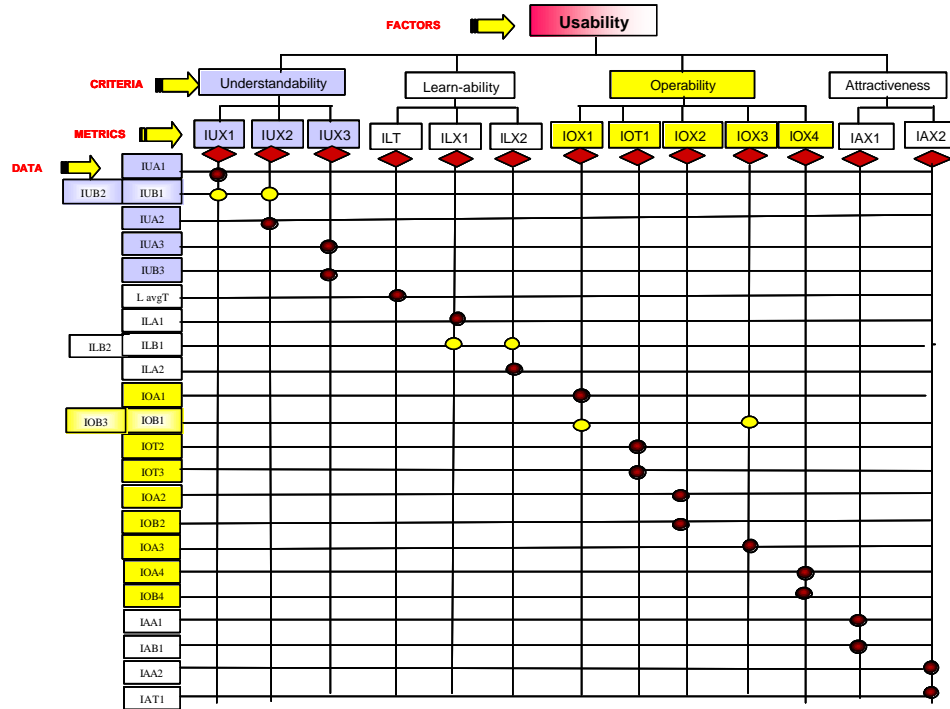 FACTORS
Usability
CRITERIA
Understandability
Learn-ability
Operability
Attractiveness
METRICS
IUX1
IUX2
IUX3
ILT
ILX1
ILX2
IOX1
IOT1
IOX2
IOX3
IOX4
IAX1
IAX2
DATA
IUA1
IUB2 IUB1
IUA2
IUA3
IUB3
L avgT
ILA1
ILB2 ILB1
ILA2
IOA1
IOB3 IOB1
IOT2
IOT3
IOA2
IOB2
IOA3
IOA4
IOB4
IAA1
IAB1
IAA2
IAT1